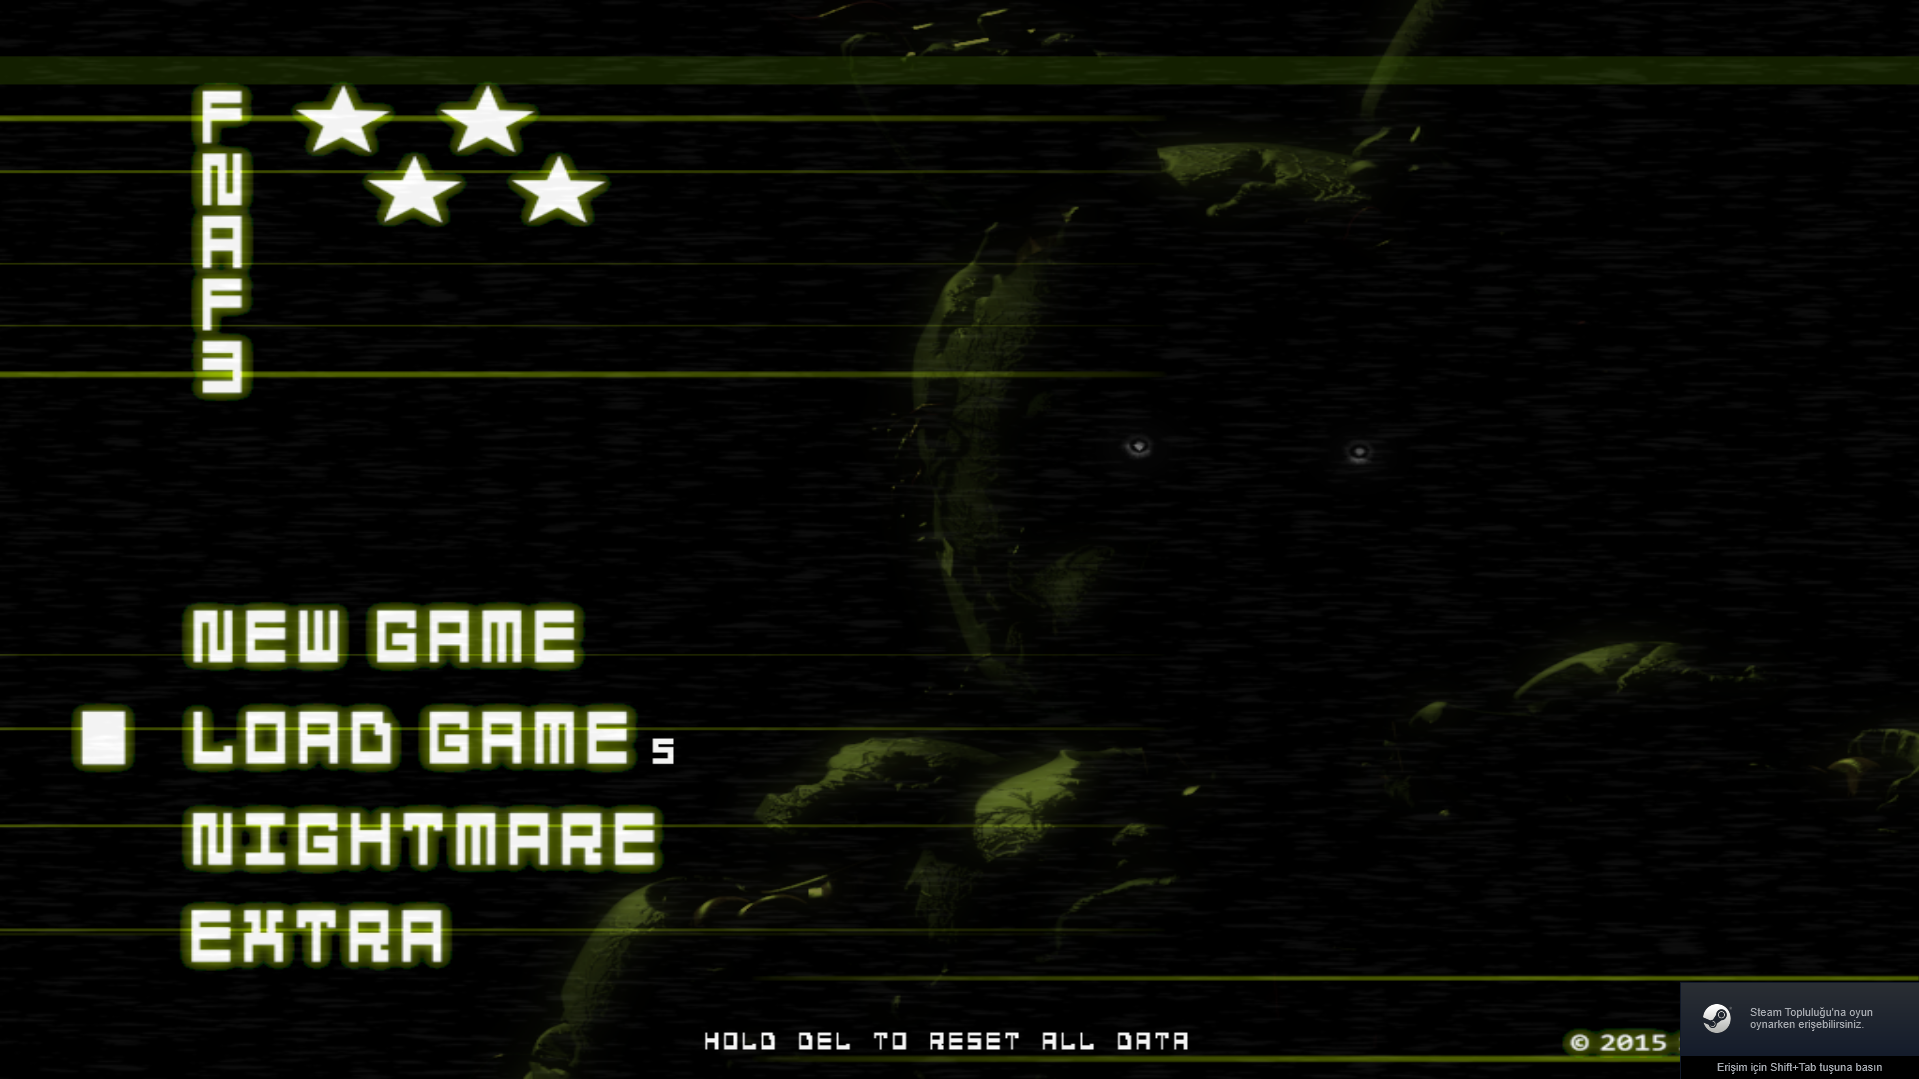 FNAF3
NEW GAME
LOAD GAME 5
NIGHTMARE
EXTRA
HOLD DEL TO RESET ALL DATA
© 2015
Steam Topluluğu'na oyun
oynarken erişebilirsiniz.
Erişim için Shift+Tab tuşuna basın